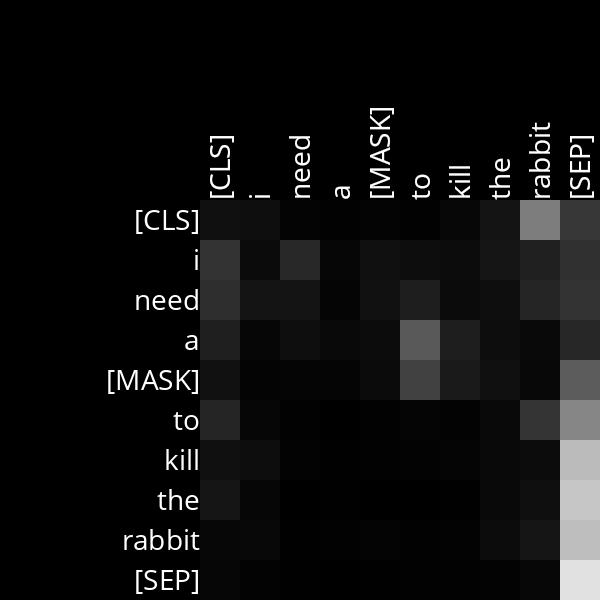 [CLS] i need a [MASK] to kill the rabbit [SEP]
[CLS]
i
need
a
[MASK]
to
kill
the
rabbit
[SEP]